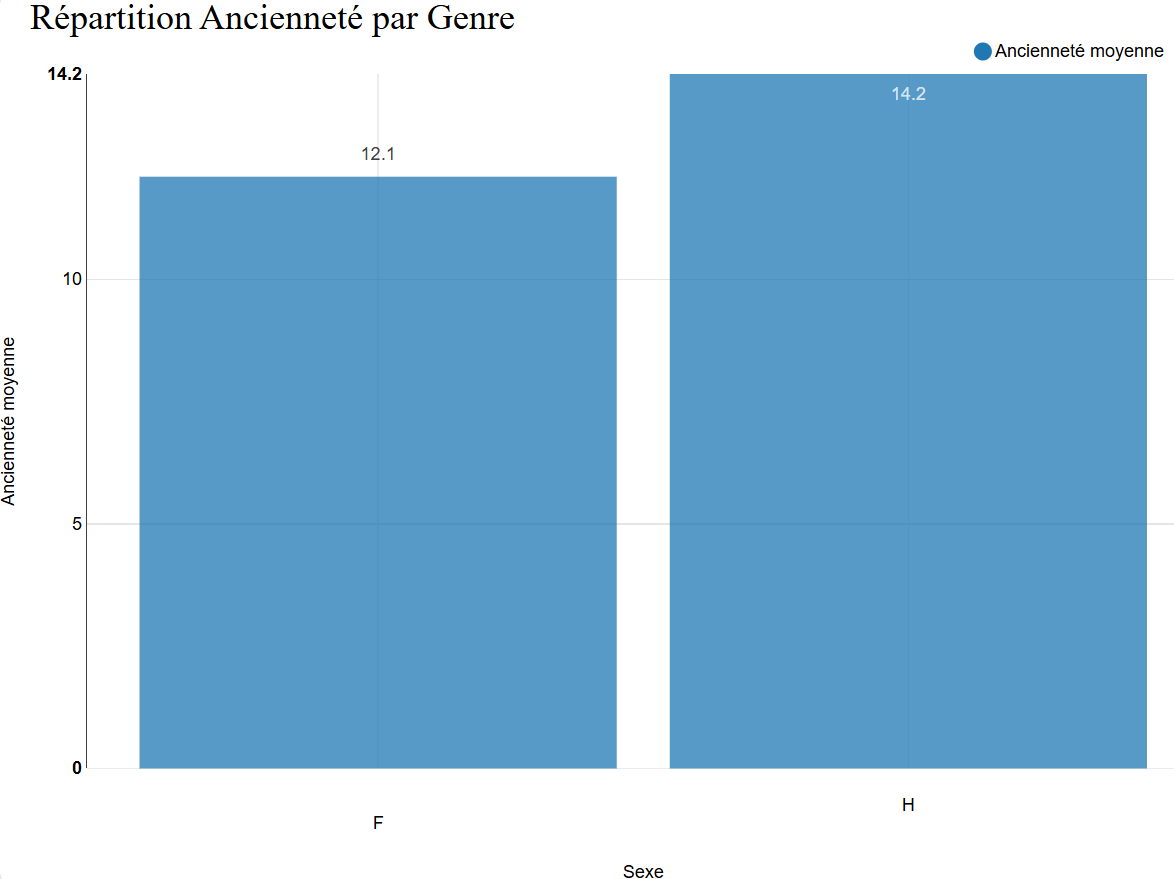 Répartition Ancienneté par Genre
Ancienneté moyenne
14.2
14.2
12.1
10
Ancienneté moyenne
5
0
H
F
Sexe